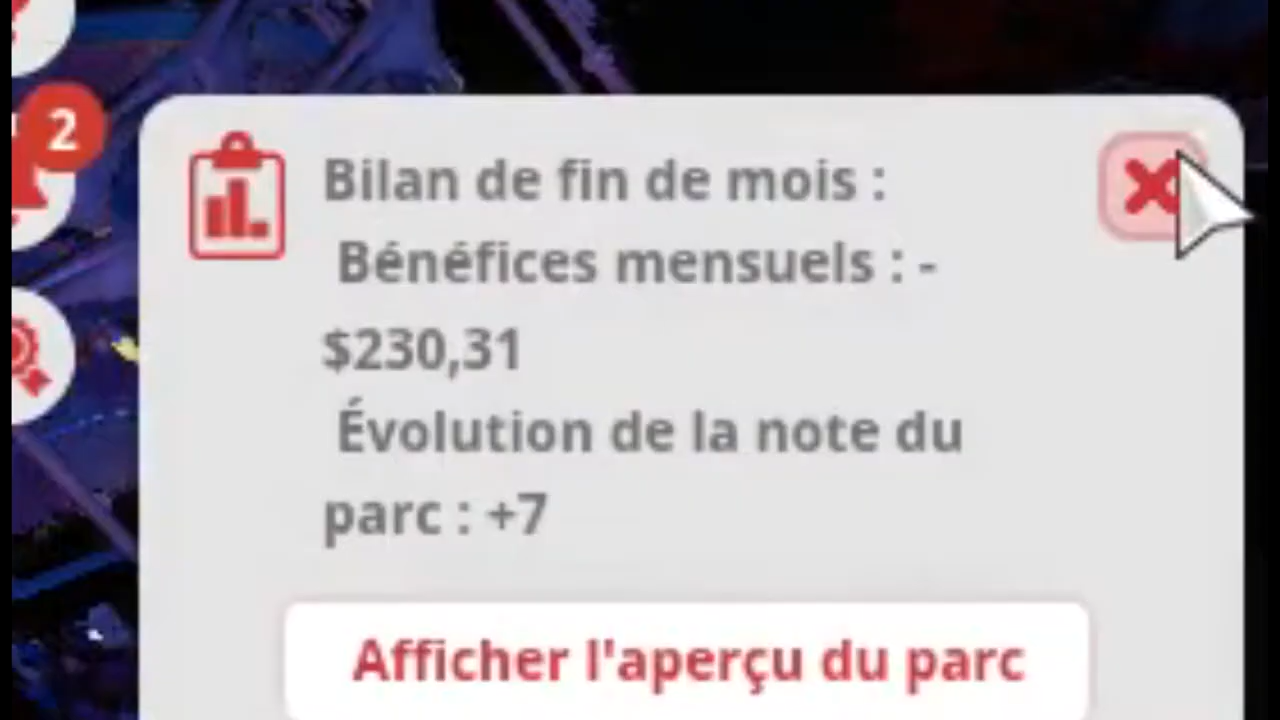 2
Bilan de fin de mois :
Bénéfices mensuels : -
$230,31
Évolution de la note du
parc : +7
Afficher l'aperçu du parc